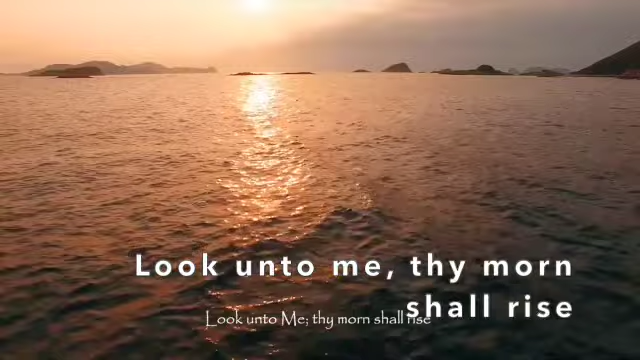 Look unto me, thy morn
shall rise
Look unto Me; thy morn shall rise